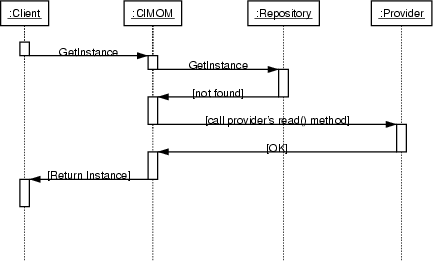 :Client :CIMOM :Repository :Provider
GetInstance
GetInstance
[not found]
[call provider's read() method]
[OK]
[Return Instance]